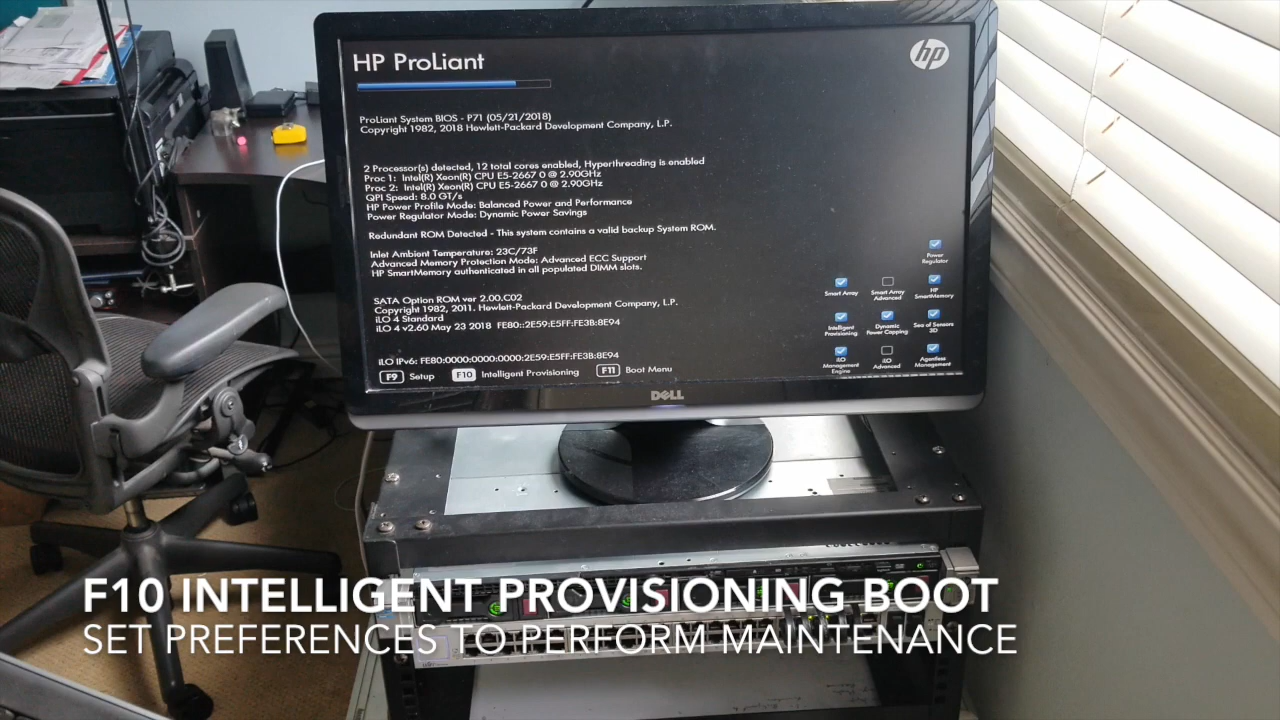 HP ProLiant
hp
ProLiant System BIOS - P71 (05/21/2018)
Copyright 1982, 2018 Hewlett-Packard Development Company, L.P.
2 Processor(s) detected, 12 total cores enabled, Hyperthreading is enabled
Proc 1: Intel(R) Xeon(R) CPU E5-2667 0 @ 2.90GHz
Proc 2: Intel(R) Xeon(R) CPU E5-2667 0 @ 2.90GHz
QPI Speed: 8.0 GT/s
HP Power Profile Mode: Balanced Power and Performance
Power Regulator Mode: Dynamic Power Savings
Redundant ROM Detected - This system contains a valid backup System ROM.
Inlet Ambient Temperature: 23C/73F
Advanced Memory Protection Mode: Advanced ECC Support
HP SmartMemory authenticated in all populated DIMM slots.
SATA Option ROM ver 2.00.C02
Copyright 1982, 2011. Hewlett-Packard Development Company, L.P.
iLO 4 Standard
iLO 4 v2.60 May 23 2018 FE80::2E59:E5FF:FE3B:8E94
iLO IPv6: FE80:0000:0000:0000:2E59:E5FF:FE3B:8E94
F9 Setup F10 Intelligent Provisioning F11 Boot Menu
Power
Regulator
Smart Array
Smart Array
Advanced
HP
SmartMemory
Intelligent
Provisioning
Dynamic
Power Capping
Sea of Sensors
3D
iLO
Management
Engine
iLO
Advanced
Agentless
Management
DELL
F10 INTELLIGENT PROVISIONING BOOT
SET PREFERENCES TO PERFORM MAINTENANCE